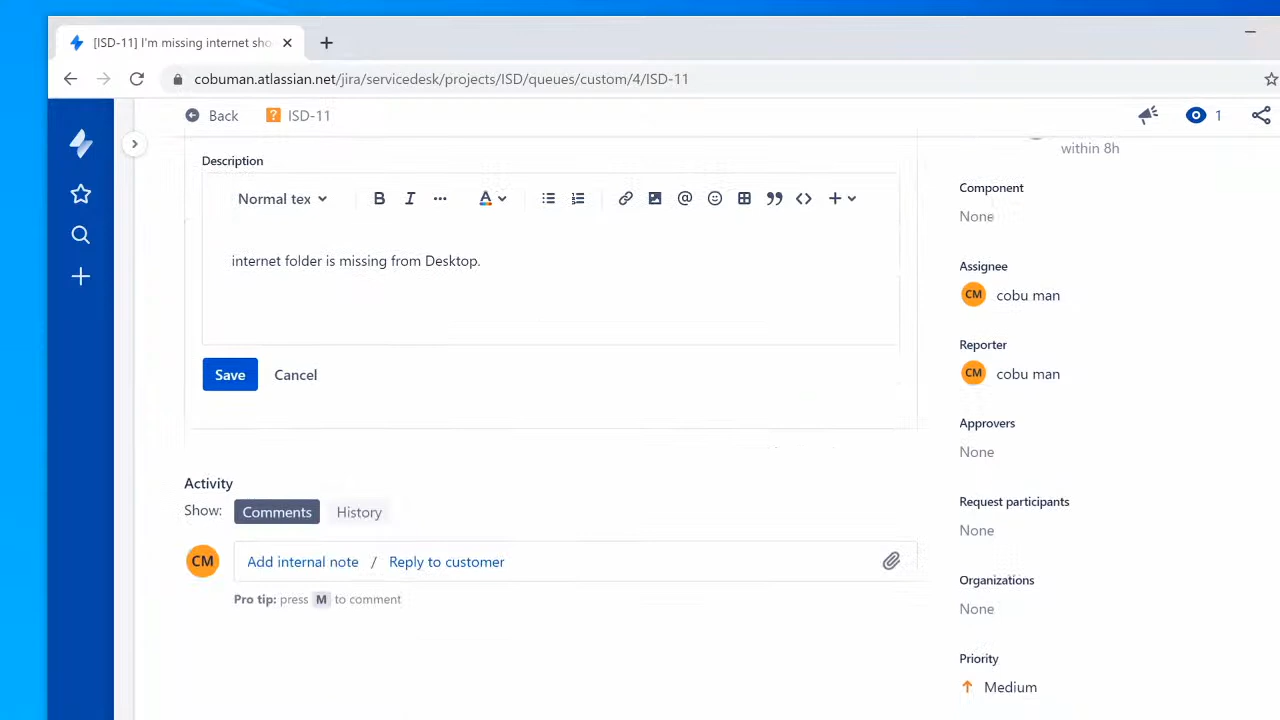 [ISD-11] I'm missing internet sho
cobuman.atlassian.net/jira/servicedesk/projects/ISD/queues/custom/4/ISD-11
Back ISD-11 1
within 8h
Description
Normal tex B I A @ +
internet folder is missing from Desktop.
Save Cancel
Component
None
Assignee
CM cobu man
Reporter
CM cobu man
Approvers
None
Activity
Show: Comments History
CM Add internal note / Reply to customer
Pro tip: press M to comment
Request participants
None
Organizations
None
Priority
Medium